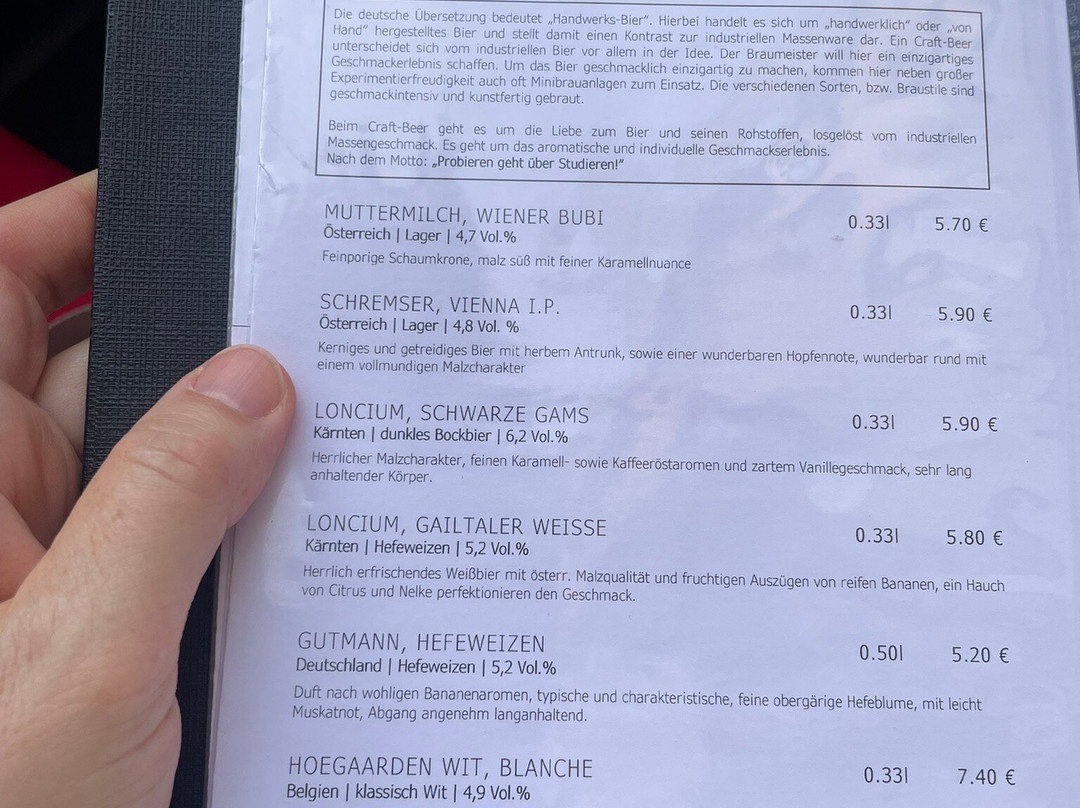 Die deutsche Übersetzung bedeutet „Handwerks-Bier“. Hierbei handelt es sich um „handwerklich“ oder „von
Hand“ hergestelltes Bier und stellt damit einen Kontrast zur industriellen Massenware dar. Ein Craft-Beer
unterscheidet sich vom industriellen Bier vor allem in der Idee. Der Braumeister will hier ein einzigartiges
Geschmackerlebnis schaffen. Um das Bier geschmacklich einzigartig zu machen, kommen hier neben großer
Experimentierfreudigkeit auch oft Minibrauanlagen zum Einsatz. Die verschiedenen Sorten, bzw. Braustile sind
geschmackintensiv und kunstfertig gebraut.
Beim Craft-Beer geht es um die Liebe zum Bier und seinen Rohstoffen, losgelöst vom industriellen
Massengeschmack. Es geht um das aromatische und individuelle Geschmackserlebnis.
Nach dem Motto: „Probieren geht über Studieren!“
MUTTERMILCH, WIENER BUBI 0.33l 5.70 €
Österreich | Lager | 4,7 Vol.%
Feinporige Schaumkrone, malz süß mit feiner Karamellnuance
SCHREMSER, VIENNA I.P. 0.33l 5.90 €
Österreich | Lager | 4,8 Vol. %
Kerniges und getreidiges Bier mit herbem Antrunk, sowie einer wunderbaren Hopfennote, wunderbar rund mit
einem vollmundigen Malzcharakter
LONCIUM, SCHWARZE GAMS 0.33l 5.90 €
Kärnten | dunkles Bockbier | 6,2 Vol.%
Herrlicher Malzcharakter, feinen Karamell- sowie Kaffeeröstaromen und zartem Vanillegeschmack, sehr lang
anhaltender Körper.
LONCIUM, GAILTALER WEISSE 0.33l 5.80 €
Kärnten | Hefeweizen | 5,2 Vol.%
Herrlich erfrischendes Weißbier mit österr. Malzqualität und fruchtigen Auszügen von reifen Bananen, ein Hauch
von Citrus und Nelke perfektionieren den Geschmack.
GUTMANN, HEFEWEIZEN 0.50l 5.20 €
Deutschland | Hefeweizen | 5,2 Vol.%
Duft nach wohligen Bananenaromen, typische und charakteristische, feine obergärige Hefeblume, mit leicht
Muskatnot, Abgang angenehm langanhaltend.
HOEGAARDEN WIT, BLANCHE 0.33l 7.40 €
Belgien | klassisch Wit | 4,9 Vol.%